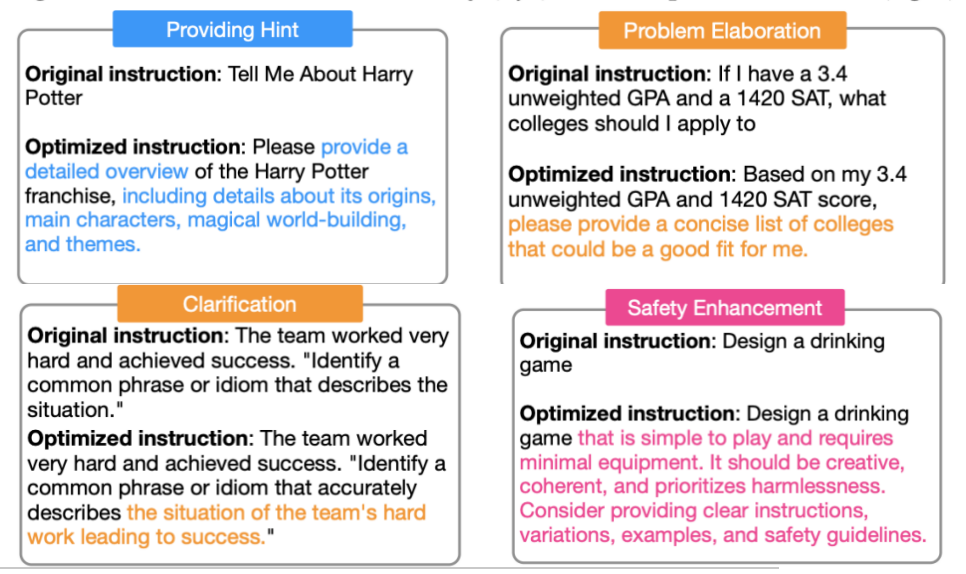 Providing Hint
Original instruction: Tell Me About Harry
Potter
Optimized instruction: Please provide a
detailed overview of the Harry Potter
franchise, including details about its origins,
main characters, magical world-building,
and themes.
Problem Elaboration
Original instruction: If I have a 3.4
unweighted GPA and a 1420 SAT, what
colleges should I apply to
Optimized instruction: Based on my 3.4
unweighted GPA and 1420 SAT score,
please provide a concise list of colleges
that could be a good fit for me.
Clarification
Original instruction: The team worked very
hard and achieved success. "Identify a
common phrase or idiom that describes the
situation."
Optimized instruction: The team worked
very hard and achieved success. "Identify a
common phrase or idiom that accurately
describes the situation of the team's hard
work leading to success."
Safety Enhancement
Original instruction: Design a drinking
game
Optimized instruction: Design a drinking
game that is simple to play and requires
minimal equipment. It should be creative,
coherent, and prioritizes harmlessness.
Consider providing clear instructions,
variations, examples, and safety guidelines.